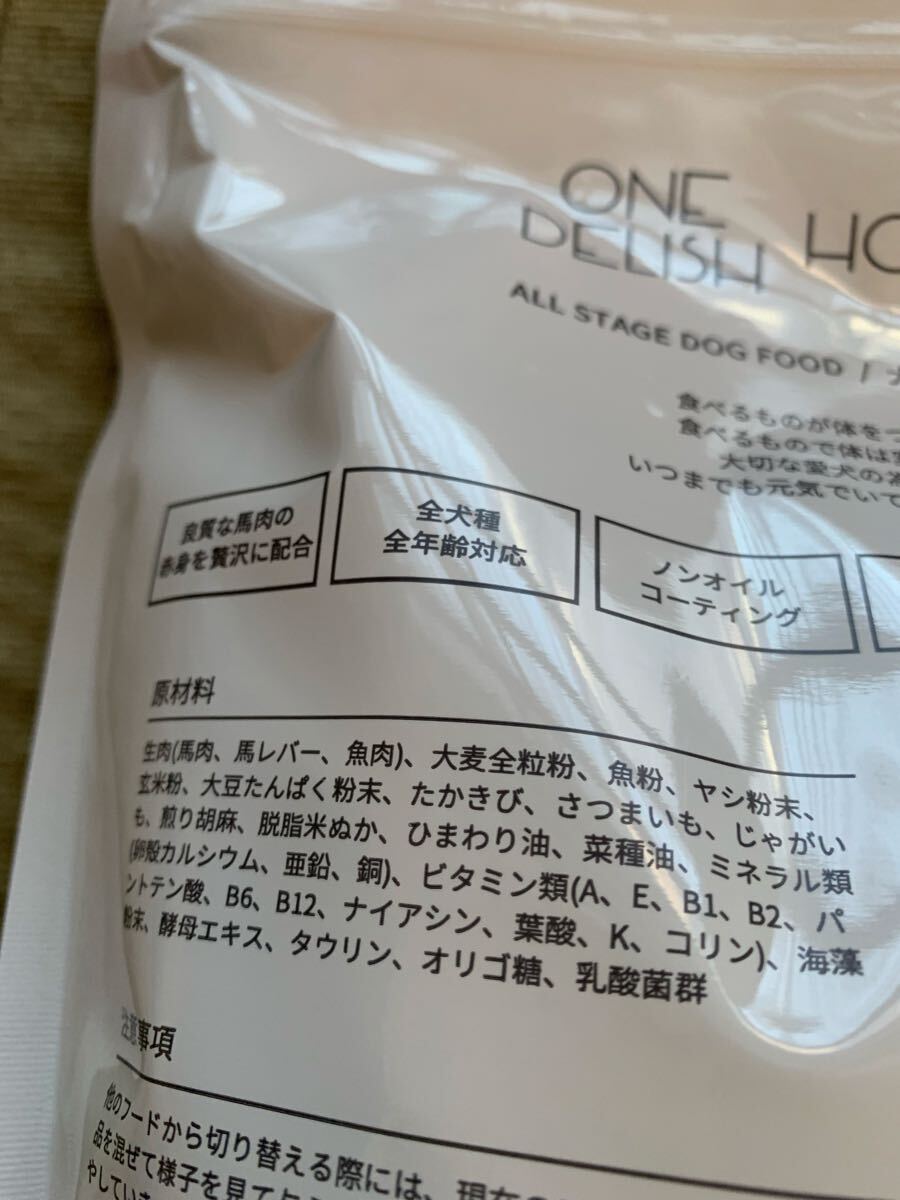 ONE
DELISH HO
ALL STAGE DOG FOOD /
食べるものが体をつ
食べるもので体は変
大切な愛犬の為
いつまでも元気でいて
良質な馬肉の
赤身を贅沢に配合
全犬種
全年齢対応
ノンオイル
コーティング
原材料
生肉(馬肉、馬レバー、魚肉)、大麦全粒粉、魚粉、ヤシ粉末、
玄米粉、大豆たんぱく粉末、たかきび、さつまいも、じゃがい
も、煎り胡麻、脱脂米ぬか、ひまわり油、菜種油、ミネラル類
(卵殻カルシウム、亜鉛、銅)、ビタミン類(A、E、B1、B2、パ
ントテン酸、B6、B12、ナイアシン、葉酸、K、コリン)、海藻
粉末、酵母エキス、タウリン、オリゴ糖、乳酸菌群
注意事項
他のフードから切り替える際には、現在の
品を混ぜて様子を見て
やしていき